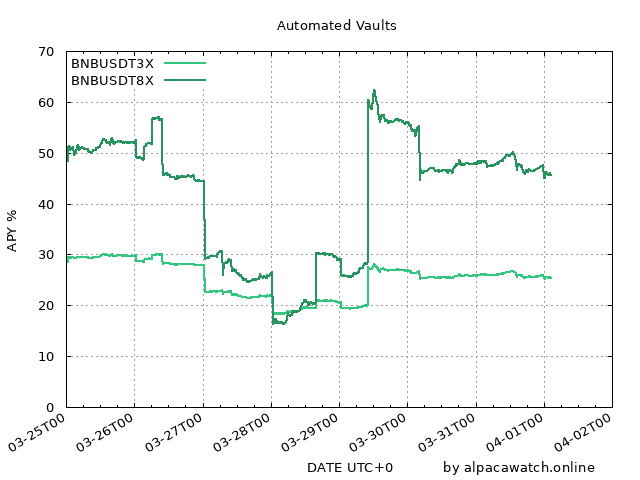 Automated Vaults
BNBUSDT3X
BNBUSDT8X
APY %
70
60
50
40
30
20
10
0
03-25T00
03-26T00
03-27T00
03-28T00
03-29T00
03-30T00
03-31T00
04-01T00
04-02T00
DATE UTC+0
by alpacawatch.online